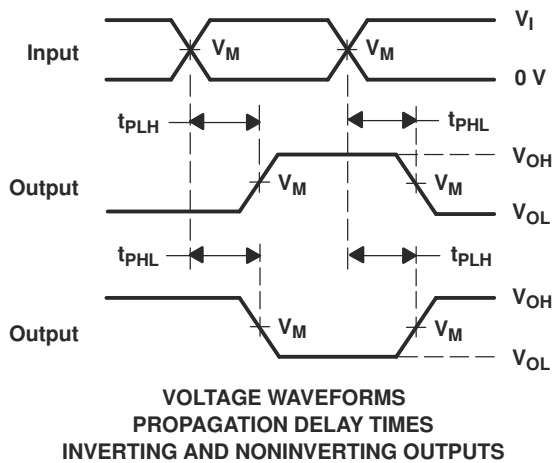 V_I
Input V_M V_M
0 V
t_PLH t_PHL
V_OH
Output V_M V_M
V_OL
t_PHL t_PLH
V_OH
Output V_M V_M
V_OL
VOLTAGE WAVEFORMS
PROPAGATION DELAY TIMES
INVERTING AND NONINVERTING OUTPUTS